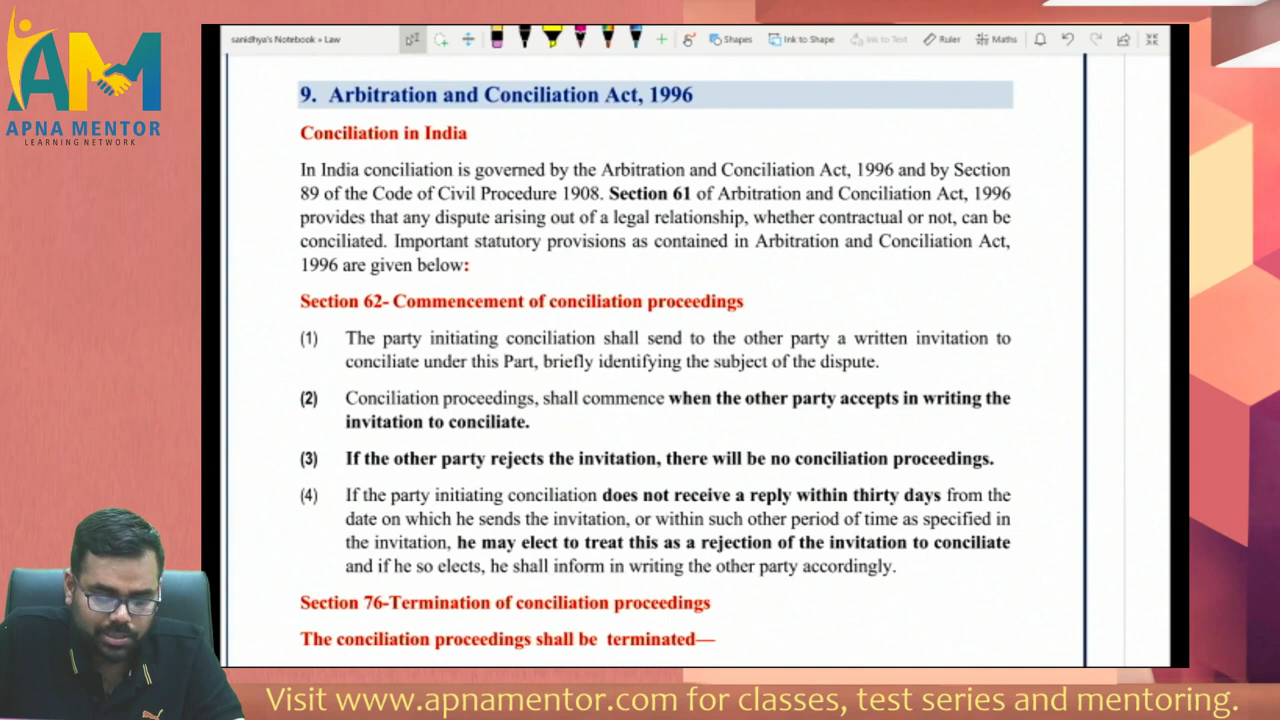 AM
APNA MENTOR
LEARNING NETWORK
sanidhya's Notebook » Law
Shapes
Ink to Shape
Ink to Text
Ruler
Maths
9. Arbitration and Conciliation Act, 1996
Conciliation in India
In India conciliation is governed by the Arbitration and Conciliation Act, 1996 and by Section
89 of the Code of Civil Procedure 1908. Section 61 of Arbitration and Conciliation Act, 1996
provides that any dispute arising out of a legal relationship, whether contractual or not, can be
conciliated. Important statutory provisions as contained in Arbitration and Conciliation Act,
1996 are given below:
Section 62- Commencement of conciliation proceedings
(1) The party initiating conciliation shall send to the other party a written invitation to
conciliate under this Part, briefly identifying the subject of the dispute.
(2) Conciliation proceedings, shall commence when the other party accepts in writing the
invitation to conciliate.
(3) If the other party rejects the invitation, there will be no conciliation proceedings.
(4) If the party initiating conciliation does not receive a reply within thirty days from the
date on which he sends the invitation, or within such other period of time as specified in
the invitation, he may elect to treat this as a rejection of the invitation to conciliate
and if he so elects, he shall inform in writing the other party accordingly.
Section 76-Termination of conciliation proceedings
The conciliation proceedings shall be terminated—
Visit www.apnamentor.com for classes, test series and mentoring.